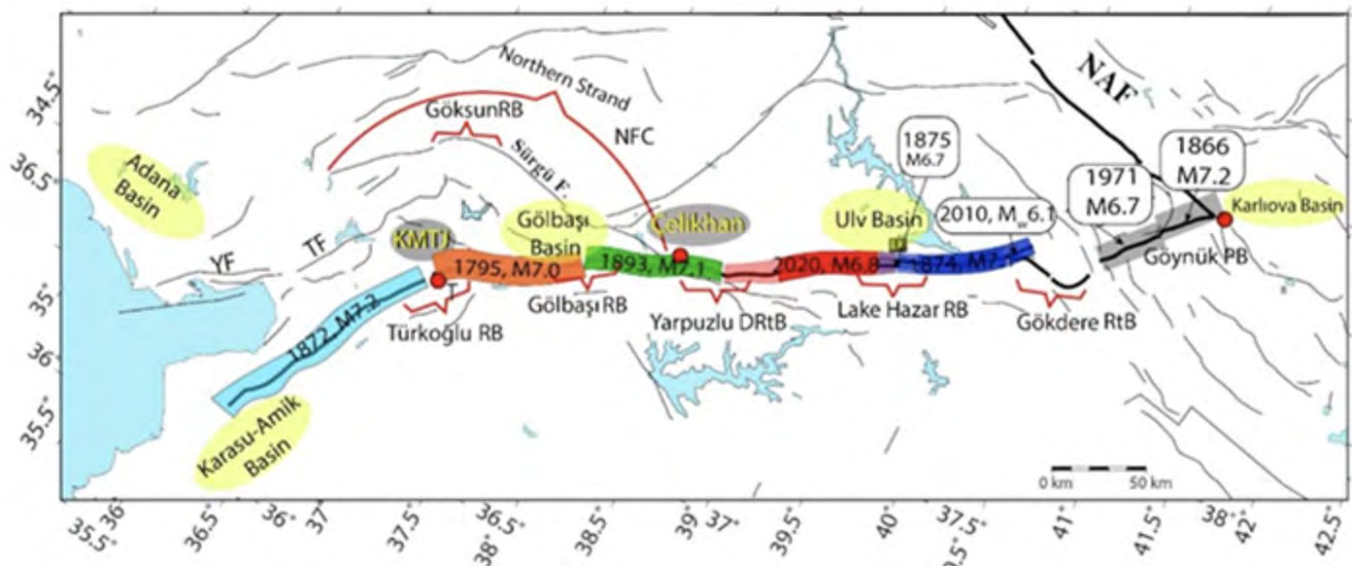 Northern Strand
NAF
GöksunRB
NFC
Sürgü F.
34.5°
36.5°
35°
36°
35.5°
Adana
Basin
1875
M6.7
1866
M7.2
1971
M6.7
KMTJ
Gölbaşı
Basin
Çelikhan
Ulv Basin
2010, M_6.1
Karlıova Basin
YF
TF
1795, M7.0
1893, M7.1
2020, M6.8
Göynük PB
T
1872, M7.2
Türkoğlu RB
Gölbaşı RB
Yarpuzlu DRtB
Lake Hazar RB
Gökdere RtB
Karasu-Amik
Basin
0 km
50 km
35.5°
36°
36.5°
36°
37°
37.5°
36.5°
38°
38.5°
39°
37°
39.5°
40°
37.5°
41°
41.5°
38°
42°
42.5°